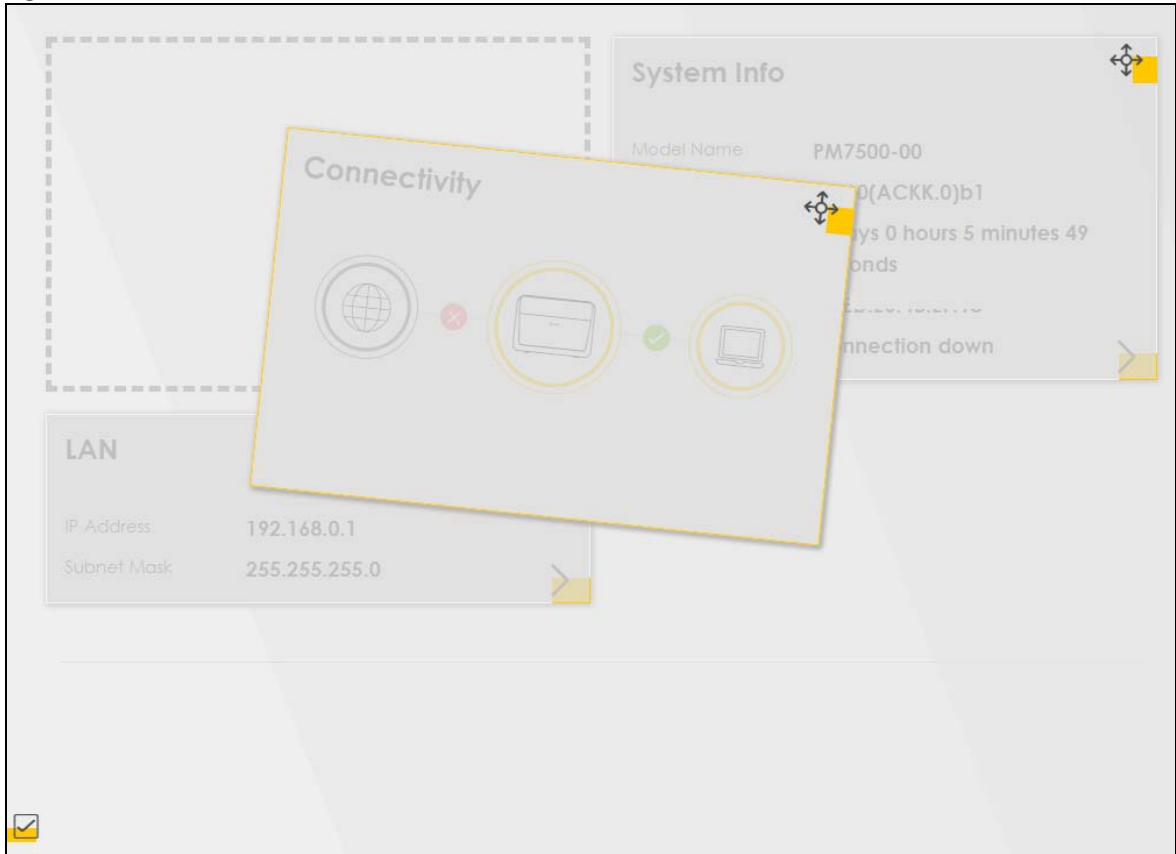 System Info
Model Name PM7500-00
0(ACKK.0)b1
ys 0 hours 5 minutes 49
onds
nnection down
Connectivity
LAN
IP Address 192.168.0.1
Subnet Mask 255.255.255.0